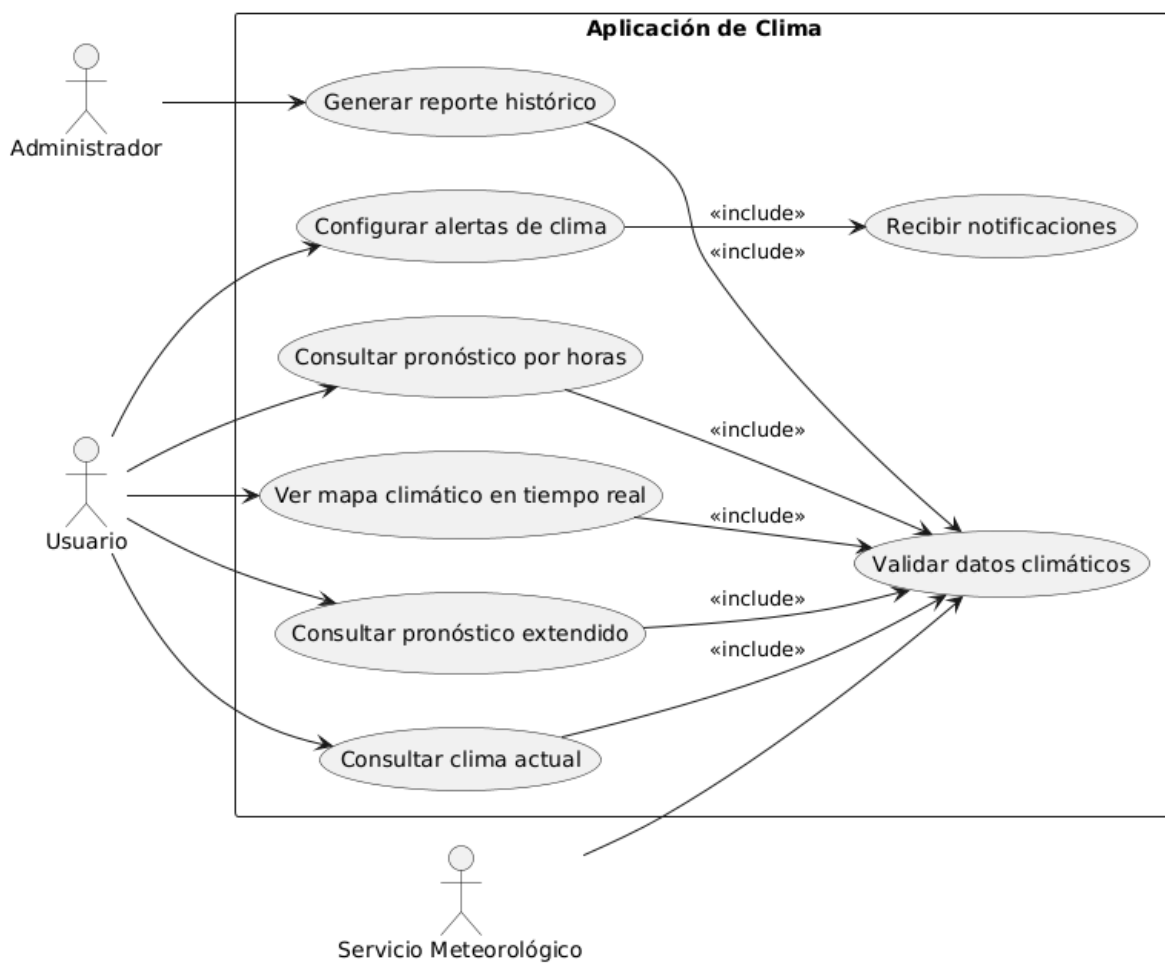 Aplicación de Clima
Administrador
Generar reporte histórico
Configurar alertas de clima
«include»
Recibir notificaciones
«include»
Consultar pronóstico por horas
«include»
Usuario
Ver mapa climático en tiempo real
«include»
Validar datos climáticos
«include»
Consultar pronóstico extendido
«include»
Consultar clima actual
Servicio Meteorológico